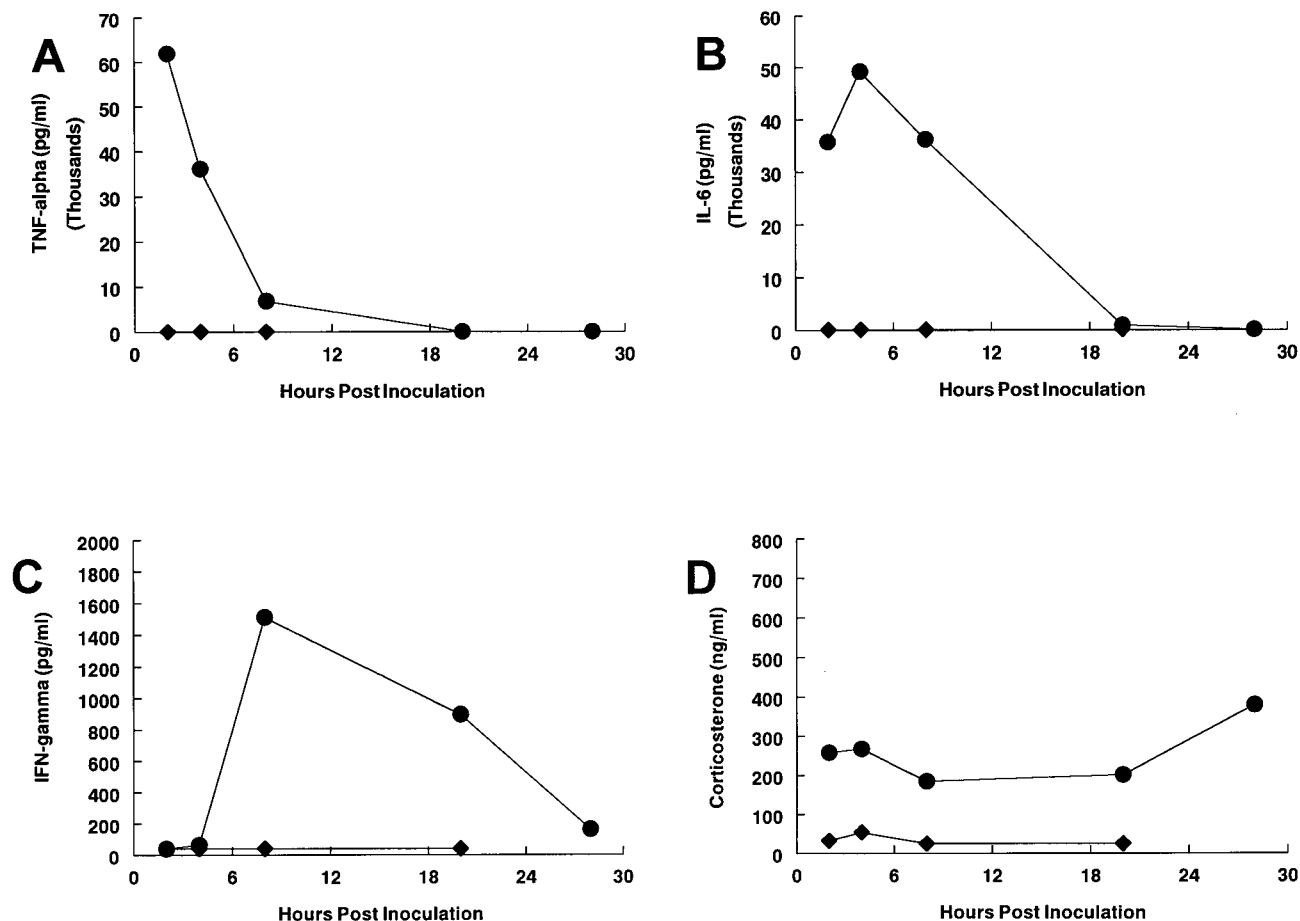 A
TNF-alpha (pg/ml)
(Thousands)
70
60
50
40
30
20
10
0
0 6 12 18 24 30
Hours Post Inoculation
B
IL-6 (pg/ml)
(Thousands)
60
50
40
30
20
10
0
0 6 12 18 24 30
Hours Post Inoculation
C
IFN-gamma (pg/ml)
2000
1800
1600
1400
1200
1000
800
600
400
200
0
0 6 12 18 24 30
Hours Post Inoculation
D
Corticosterone (ng/ml)
800
700
600
500
400
300
200
100
0
0 6 12 18 24 30
Hours Post Inoculation